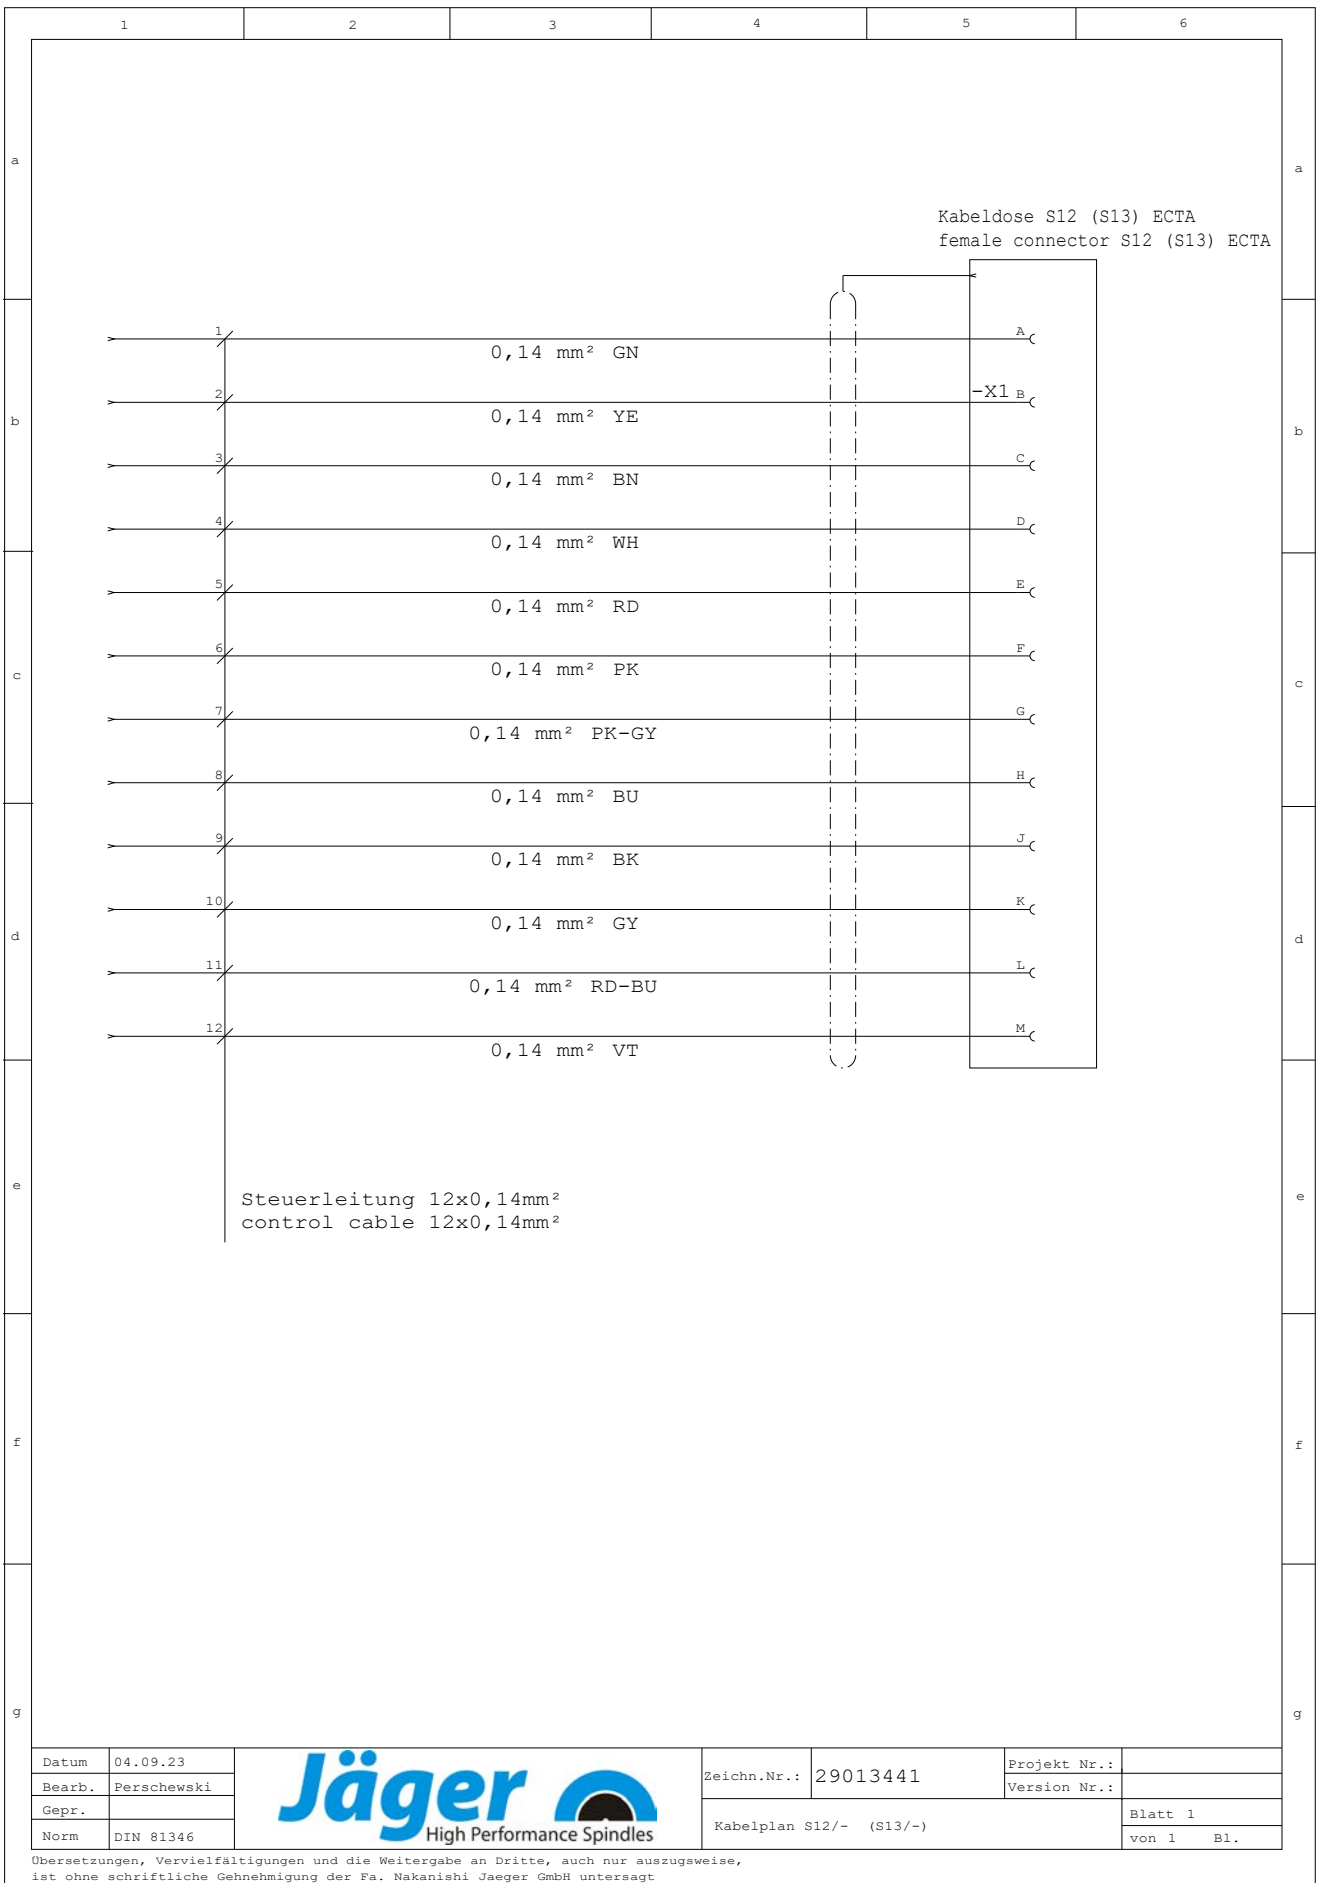 1 2 3 4 5 6
a a
Kabeldose S12 (S13) ECTA
female connector S12 (S13) ECTA
1 A
0,14 mm² GN
2 -X1 B
0,14 mm² YE
b b
3 C
0,14 mm² BN
4 D
0,14 mm² WH
5 E
0,14 mm² RD
6 F
0,14 mm² PK
c c
7 G
0,14 mm² PK-GY
8 H
0,14 mm² BU
9 J
0,14 mm² BK
10 K
0,14 mm² GY
d d
11 L
0,14 mm² RD-BU
12 M
0,14 mm² VT
e e
Steuerleitung 12x0,14mm²
control cable 12x0,14mm²
f f
g g
Datum 04.09.23
Bearb. Perschewski
Gepr.
Norm DIN 81346
Jäger
High Performance Spindles
Zeichn.Nr.: 29013441
Projekt Nr.:
Version Nr.:
Kabelplan S12/- (S13/-)
Blatt 1
von 1 Bl.
Übersetzungen, Vervielfältigungen und die Weitergabe an Dritte, auch nur auszugsweise,
ist ohne schriftliche Gehnehmigung der Fa. Nakanishi Jaeger GmbH untersagt